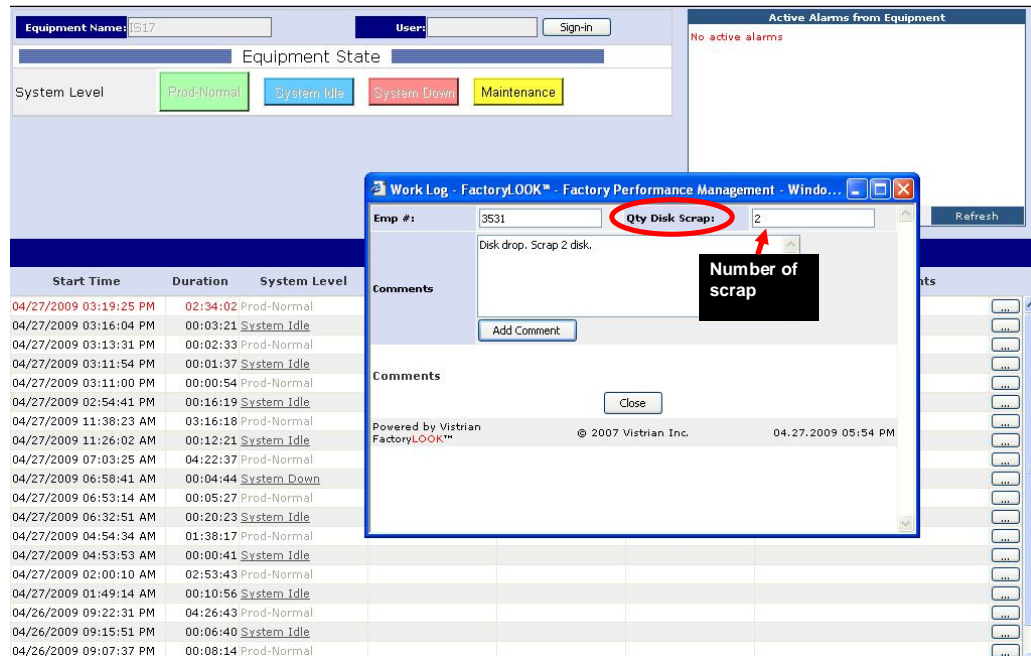 Equipment Name: IS17 User: Sign-in
Active Alarms from Equipment
No active alarms
Equipment State
System Level Prod-Normal System Idle System Down Maintenance
Refresh
Work Log - FactoryLOOK™ - Factory Performance Management - Windo...
Emp #: 3531 Qty Disk Scrap: 2
Comments
Disk drop. Scrap 2 disk.
Number of
scrap
Add Comment
Comments
Close
Powered by Vistrian
FactoryLOOK™
© 2007 Vistrian Inc. 04.27.2009 05:54 PM
Start Time Duration System Level
04/27/2009 03:19:25 PM 02:34:02 Prod-Normal ...
04/27/2009 03:16:04 PM 00:03:21 System Idle ...
04/27/2009 03:13:31 PM 00:02:33 Prod-Normal ...
04/27/2009 03:11:54 PM 00:01:37 System Idle ...
04/27/2009 03:11:00 PM 00:00:54 Prod-Normal ...
04/27/2009 02:54:41 PM 00:16:19 System Idle ...
04/27/2009 11:38:23 AM 03:16:18 Prod-Normal ...
04/27/2009 11:26:02 AM 00:12:21 System Idle ...
04/27/2009 07:03:25 AM 04:22:37 Prod-Normal ...
04/27/2009 06:58:41 AM 00:04:44 System Down ...
04/27/2009 06:53:14 AM 00:05:27 Prod-Normal ...
04/27/2009 06:32:51 AM 00:20:23 System Idle ...
04/27/2009 04:54:34 AM 01:38:17 Prod-Normal ...
04/27/2009 04:53:53 AM 00:00:41 System Idle ...
04/27/2009 02:00:10 AM 02:53:43 Prod-Normal ...
04/27/2009 01:49:14 AM 00:10:56 System Idle ...
04/26/2009 09:22:31 PM 04:26:43 Prod-Normal ...
04/26/2009 09:15:51 PM 00:06:40 System Idle ...
04/26/2009 09:07:37 PM 00:08:14 Prod-Normal ...